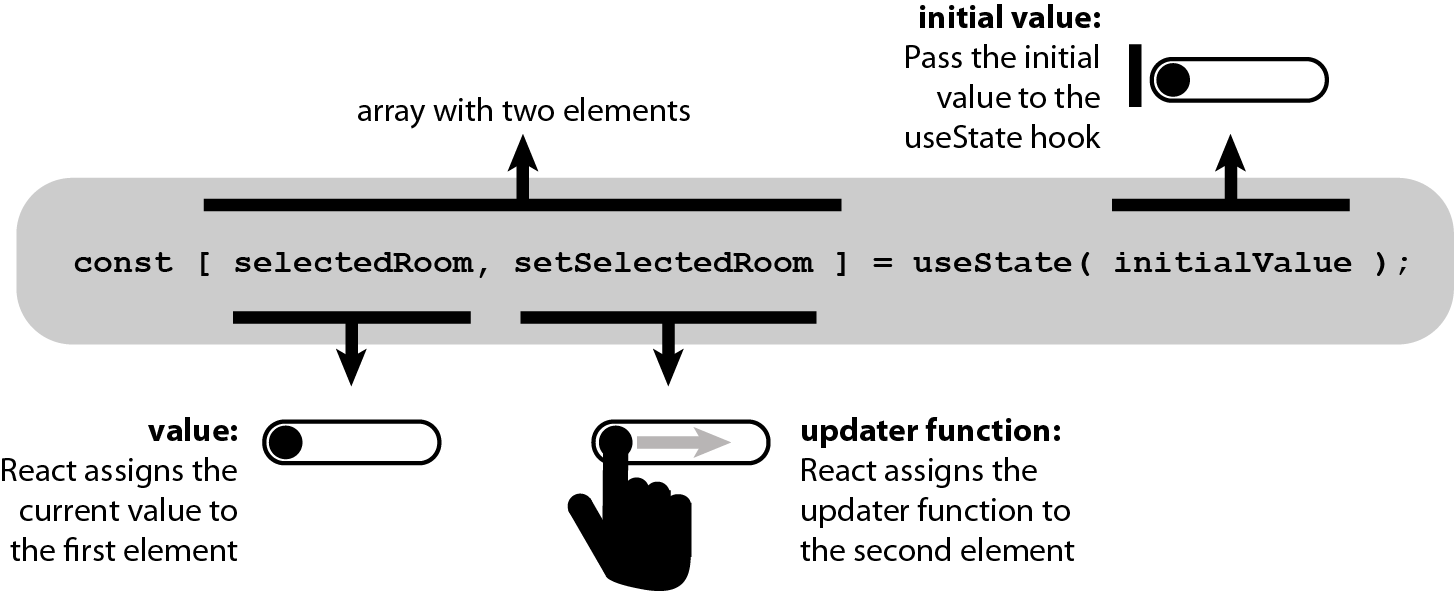 initial value:
Pass the initial
value to the
useState hook
array with two elements
const [ selectedRoom, setSelectedRoom ] = useState( initialValue );
value:
React assigns the
current value to
the first element
updater function:
React assigns the
updater function to
the second element